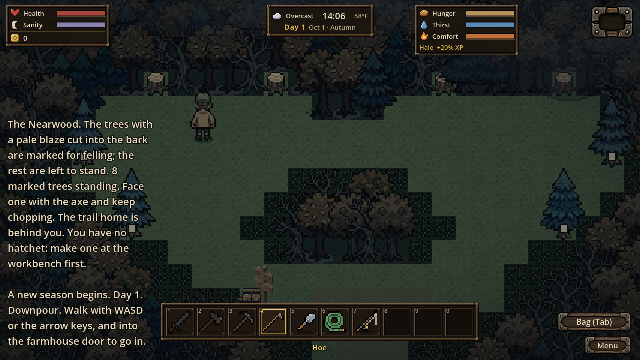 Health
Sanity
0
Overcast 14:06 58°F
Day 1 Oct 1 · Autumn
Hunger
Thirst
Comfort
Hale +20% XP
The Nearwood. The trees with
a pale blaze cut into the bark
are marked for felling; the
rest are left to stand. 8
marked trees standing. Face
one with the axe and keep
chopping. The trail home is
behind you. You have no
hatchet: make one at the
workbench first.
A new season begins. Day 1.
Downpour. Walk with WASD
or the arrow keys, and into
the farmhouse door to go in.
Hoe
Bag (Tab)
Menu